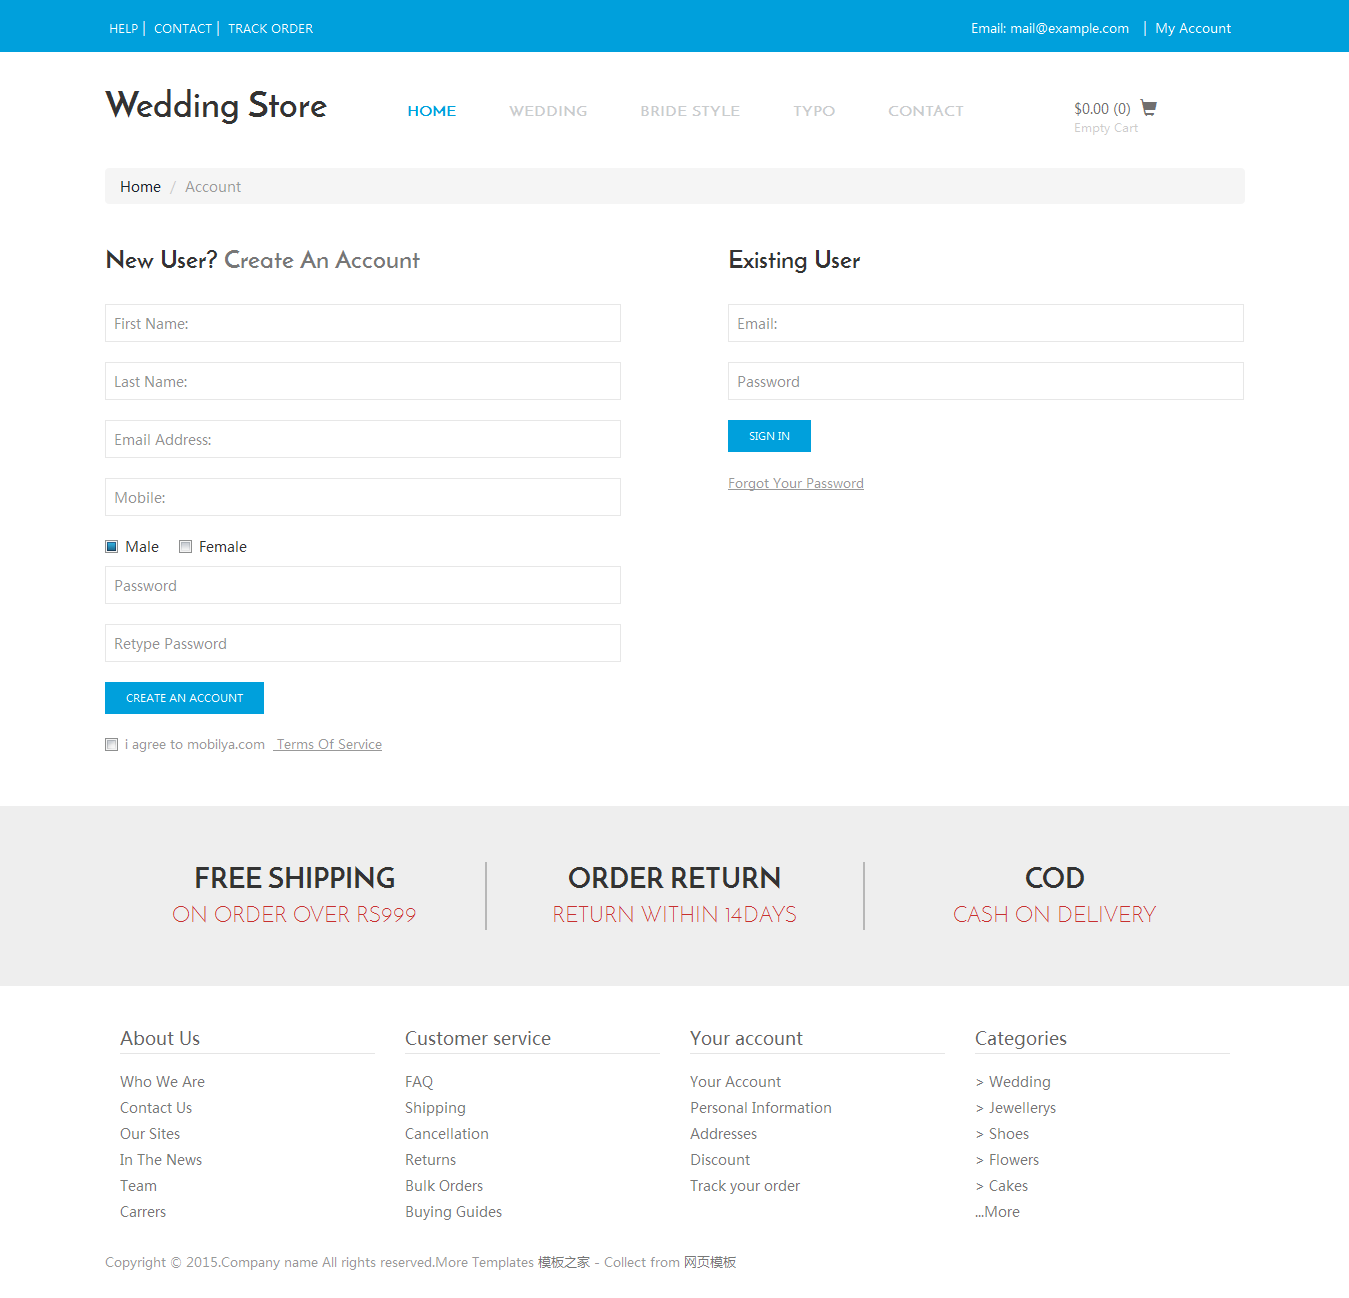 HELP | CONTACT | TRACK ORDER
Email: mail@example.com | My Account
Wedding Store
HOME WEDDING BRIDE STYLE TYPO CONTACT
$0.00 (0)
Empty Cart
Home / Account
New User? Create An Account
First Name:
Last Name:
Email Address:
Mobile:
Male Female
Password
Retype Password
CREATE AN ACCOUNT
i agree to mobilya.com Terms Of Service
Existing User
Email:
Password
SIGN IN
Forgot Your Password
FREE SHIPPING
ON ORDER OVER RS999
ORDER RETURN
RETURN WITHIN 14DAYS
COD
CASH ON DELIVERY
About Us
Who We Are
Contact Us
Our Sites
In The News
Team
Carrers
Customer service
FAQ
Shipping
Cancellation
Returns
Bulk Orders
Buying Guides
Your account
Your Account
Personal Information
Addresses
Discount
Track your order
Categories
> Wedding
> Jewellerys
> Shoes
> Flowers
> Cakes
...More
Copyright © 2015.Company name All rights reserved.More Templates 模板之家 - Collect from 网页模板